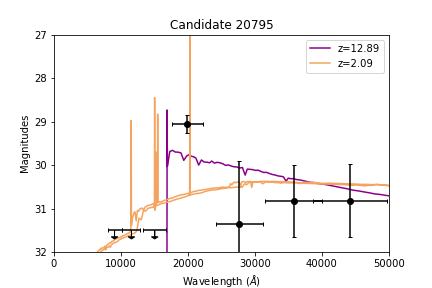 Candidate 20795
27
28
29
30
31
32
Magnitudes
z=12.89
z=2.09
0
10000
20000
30000
40000
50000
Wavelength (Å)